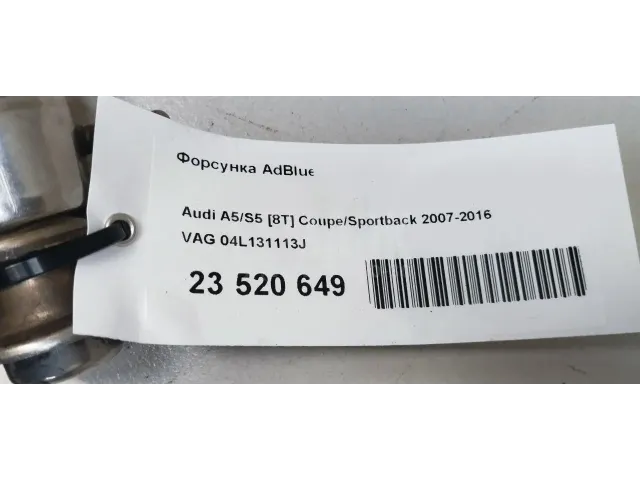 Форсунка AdBlue
Audi A5/S5 [8T] Coupe/Sportback 2007-2016
VAG 04L131113J
23 520 649